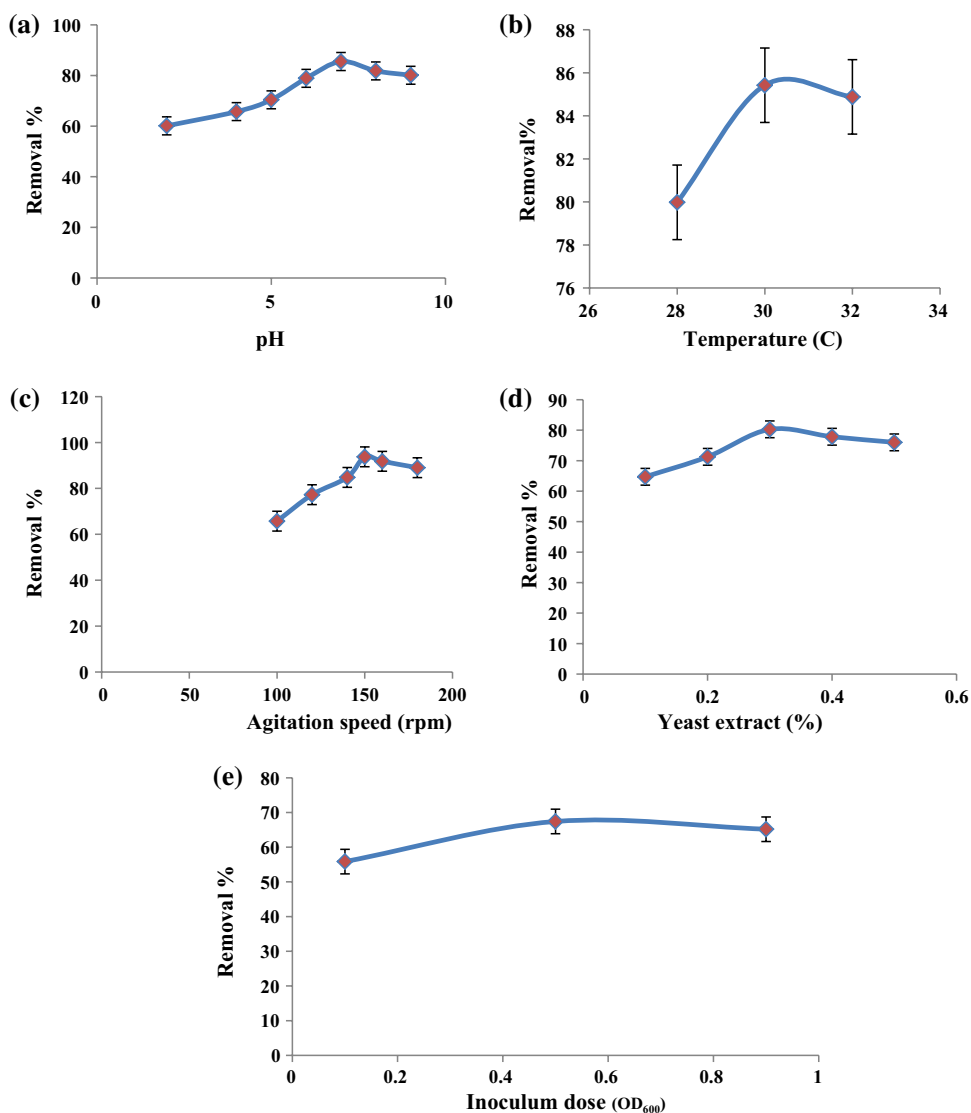 (a)
100
80
60
40
20
0
Removal %
0 5 10
pH
(b)
88
86
84
82
80
78
76
Removal%
26 28 30 32 34
Temperature (C)
(c)
120
100
80
60
40
20
0
Removal %
0 50 100 150 200
Agitation speed (rpm)
(d)
90
80
70
60
50
40
30
20
10
0
Removal %
0 0.2 0.4 0.6
Yeast extract (%)
(e)
80
70
60
50
40
30
20
10
0
Removal %
0 0.2 0.4 0.6 0.8 1
Inoculum dose (OD₆₀₀)